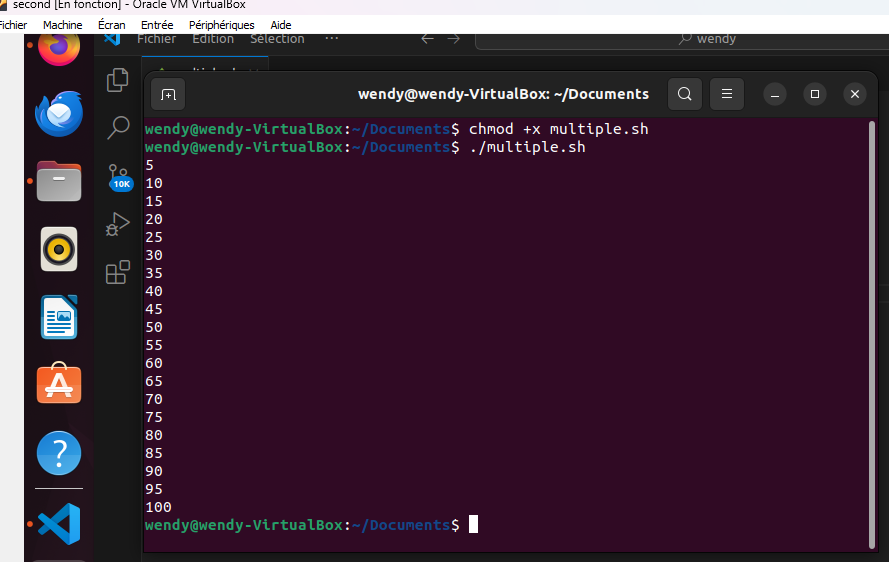 second [En fonction] - Oracle VM VirtualBox
Fichier Machine Écran Entrée Périphériques Aide
Fichier Edition Sélection ··· wendy
wendy@wendy-VirtualBox: ~/Documents
wendy@wendy-VirtualBox:~/Documents$ chmod +x multiple.sh
wendy@wendy-VirtualBox:~/Documents$ ./multiple.sh
5
10
15
20
25
30
35
40
45
50
55
60
65
70
75
80
85
90
95
100
wendy@wendy-VirtualBox:~/Documents$
10K